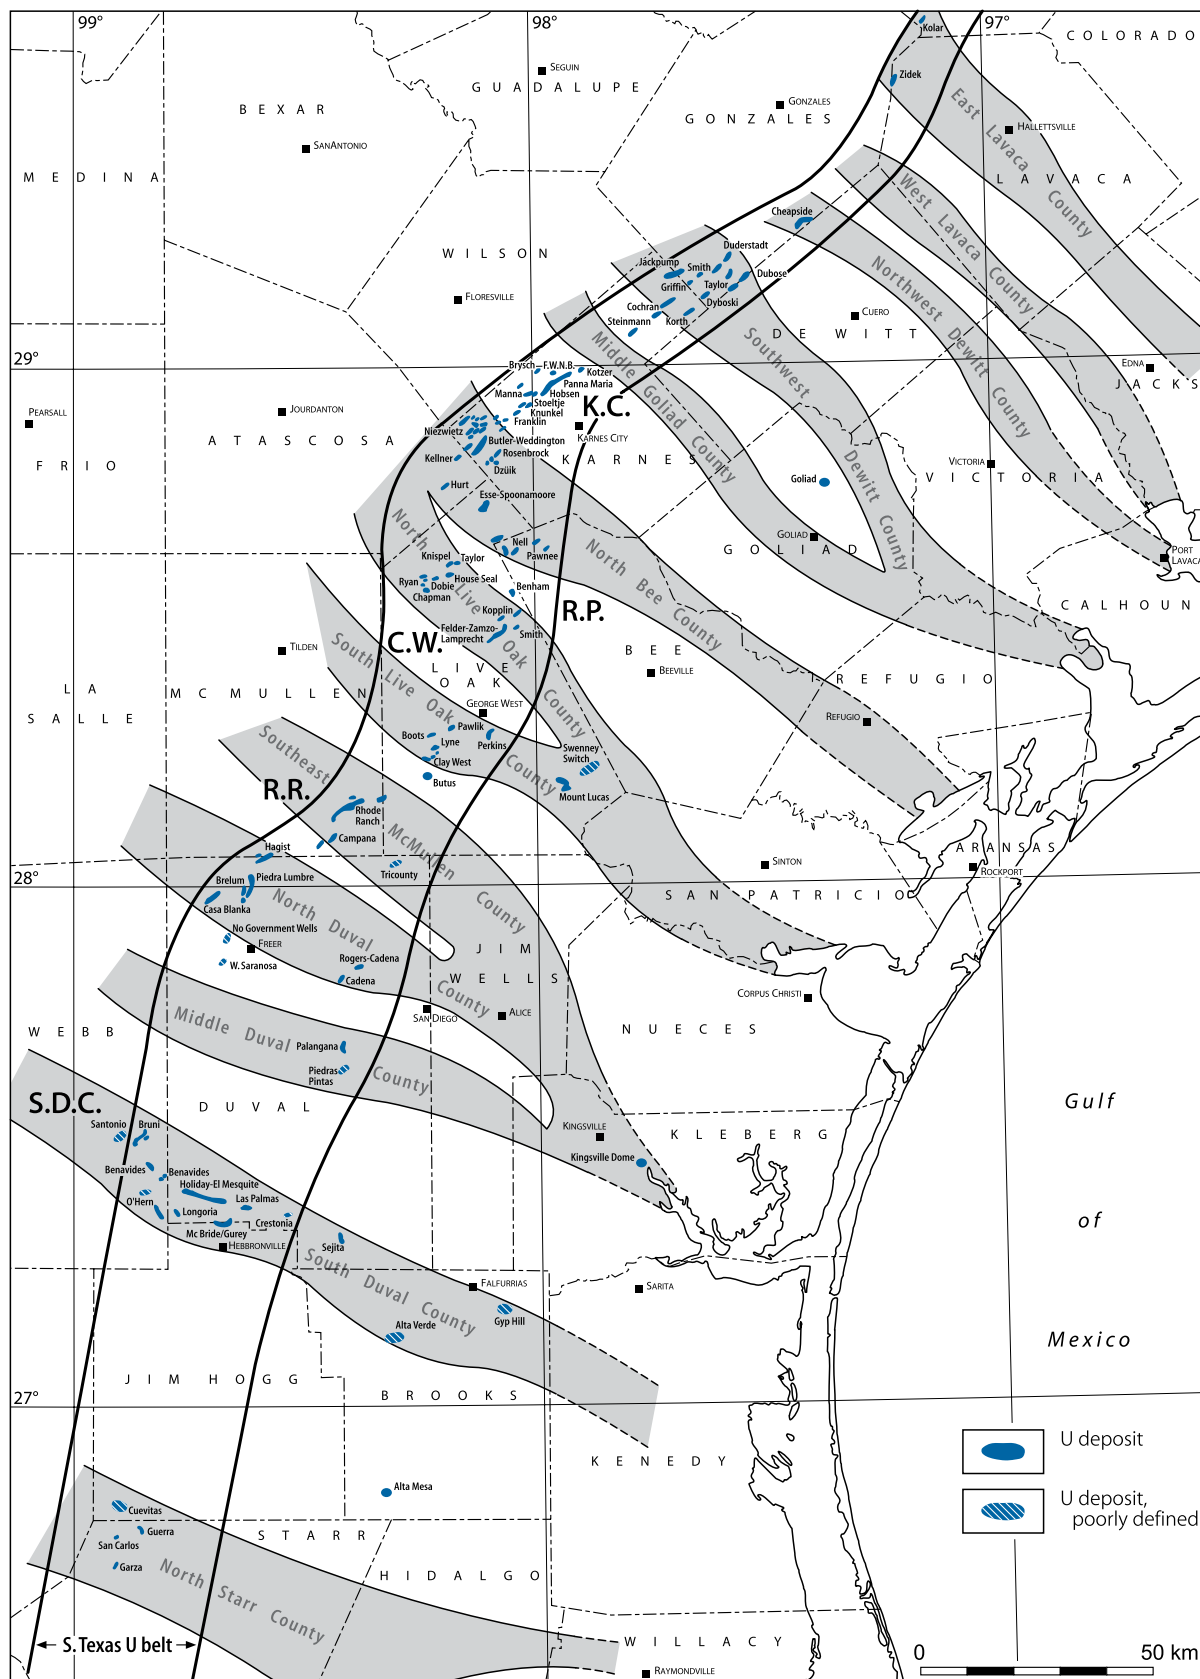 99°
98°
97°
Kolar
COLORADO
Zidek
SEGUIN
GUADALUPE
BEXAR
GONZALES
GONZALES
East Lavaca County
HALLETTSVILLE
SANANTONIO
MEDINA
LAVACA
West Lavaca County
Cheapside
WILSON
Duderstadt
Jackpump
Smith
Dubose
Griffin
Taylor
Northwest Dewitt County
FLORESVILLE
Cochran
Dyboski
CUERO
Steinmann
Korth
DEWITT
Southwest Dewitt County
Middle Goliad County
29°
EDNA
Brysch
F.W.N.B.
Kotzer
JACKS
Panna Maria
Manna
Hobsen
Stoeltje
K.C.
PEARSALL
JOURDANTON
Knunkel
Franklin
Niezwietz
KARNES CITY
ATASCOSA
Butler-Weddington
Rosenbrock
Kellner
KARNES
VICTORIA
FRIO
Dzüik
VICTORIA
Hurt
Goliad
Esse-Spoonamoore
North Live Oak County
GOLIAD
Nell
Pawnee
GOLIAD
North Bee County
PORT
LAVACA
Knispel
Taylor
Ryan
Dobie
House Seal
Chapman
Benham
R.P.
CALHOUN
Kopplin
Felder-Zamzo-
Lamprecht
Smith
C.W.
TILDEN
South Live Oak County
BEE
LIVE
OAK
BEEVILLE
LA
SALLE
MCMULLEN
REFUGIO
GEORGE WEST
REFUGIO
Pawlik
Boots
Lyne
Perkins
Swenney
Switch
Southeast McMullen County
Clay West
Butus
Mount Lucas
R.R.
Rhode
Ranch
Campana
Hagist
ARANSAS
Tricounty
SINTON
ROCKPORT
28°
Brelum
Piedra Lumbre
SAN PATRICIO
Casa Blanka
North Duval County
No Government Wells
FREER
JIM
WELLS
Rogers-Cadena
W. Saranosa
Cadena
CORPUS CHRISTI
SAN DIEGO
ALICE
WEBB
Middle Duval County
NUECES
Palangana
Piedras
Pintas
Gulf
S.D.C.
DUVAL
Santonio
Bruni
KINGSVILLE
KLEBERG
Kingsville Dome
Benavides
Benavides
Holiday-El Mesquite
O'Hern
Las Palmas
Longoria
Crestonia
of
Mc Bride/Gurey
HEBBRONVILLE
Sejita
South Duval County
FALFURRIAS
SARITA
Gyp Hill
Alta Verde
Mexico
JIM HOGG
BROOKS
27°
U deposit
KENEDY
Alta Mesa
U deposit,
poorly defined
Cuevitas
Guerra
STARR
San Carlos
Garza
North Starr County
HIDALGO
S. Texas U belt
WILLACY
0
50 km
RAYMONDVILLE